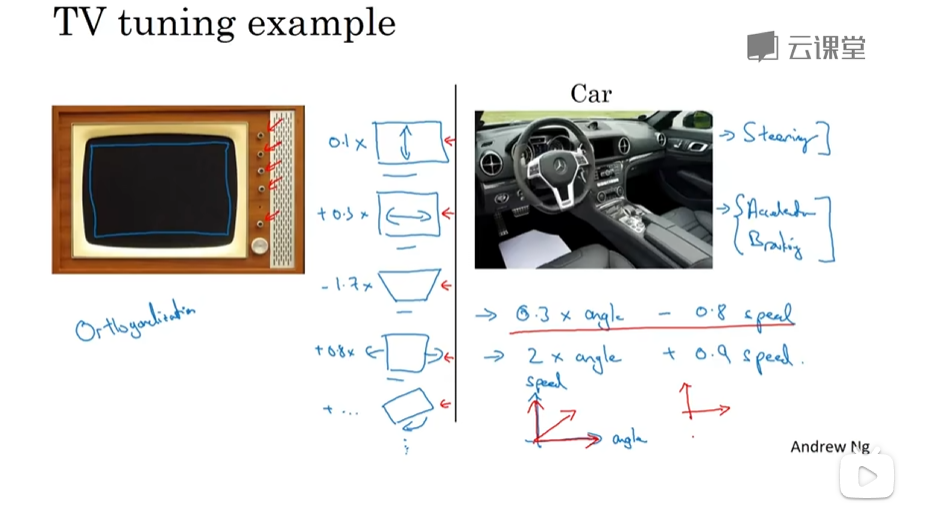 TV tuning example
云课堂
Car
0.1 x
+ 0.3 x
- 1.7 x
+ 0.8 x
+ ...
Orthogonalization
→ Steering ]
→ { Acceleration
Braking ]
→ 0.3 x angle - 0.8 speed
→ 2 x angle + 0.9 speed.
speed
angle
Andrew Ng